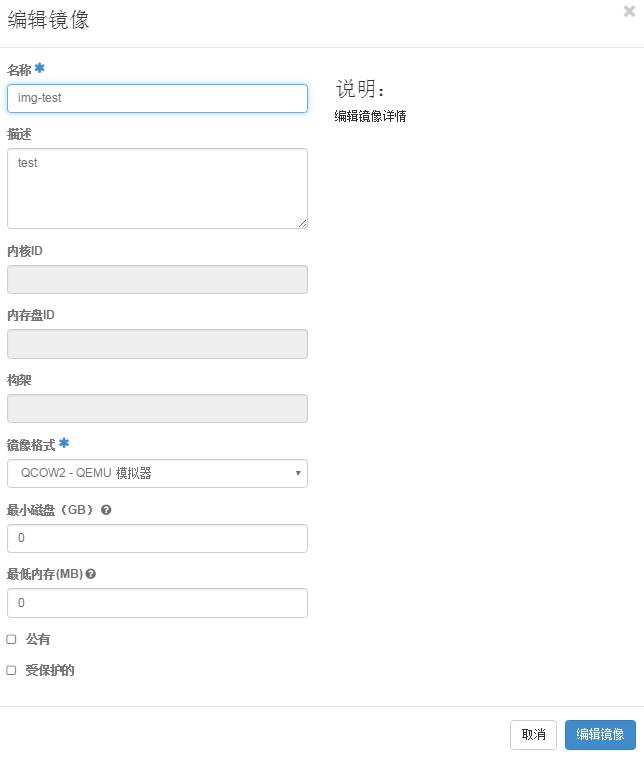 编辑镜像
×
名称 *
img-test
描述
test
内核ID
内存盘ID
构架
镜像格式 *
QCOW2 - QEMU 模拟器
最小磁盘（GB）
0
最低内存(MB)
0
公有
受保护的
说明：
编辑镜像详情
取消
编辑镜像